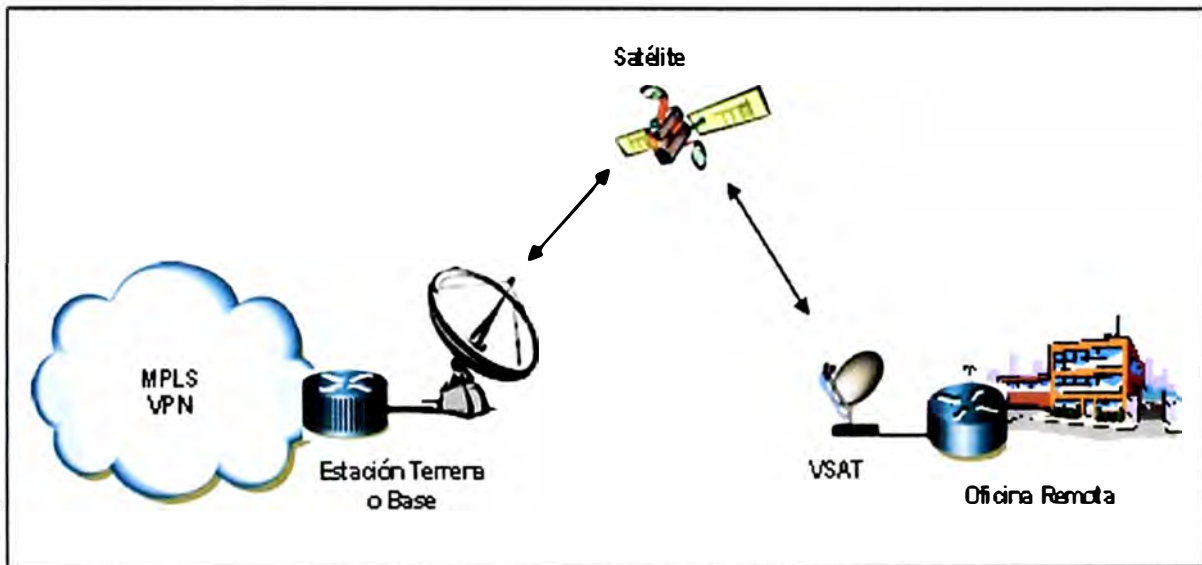 Satélite
MPLS
VPN
Estación Terrena
o Base
VSAT
Oficina Remota